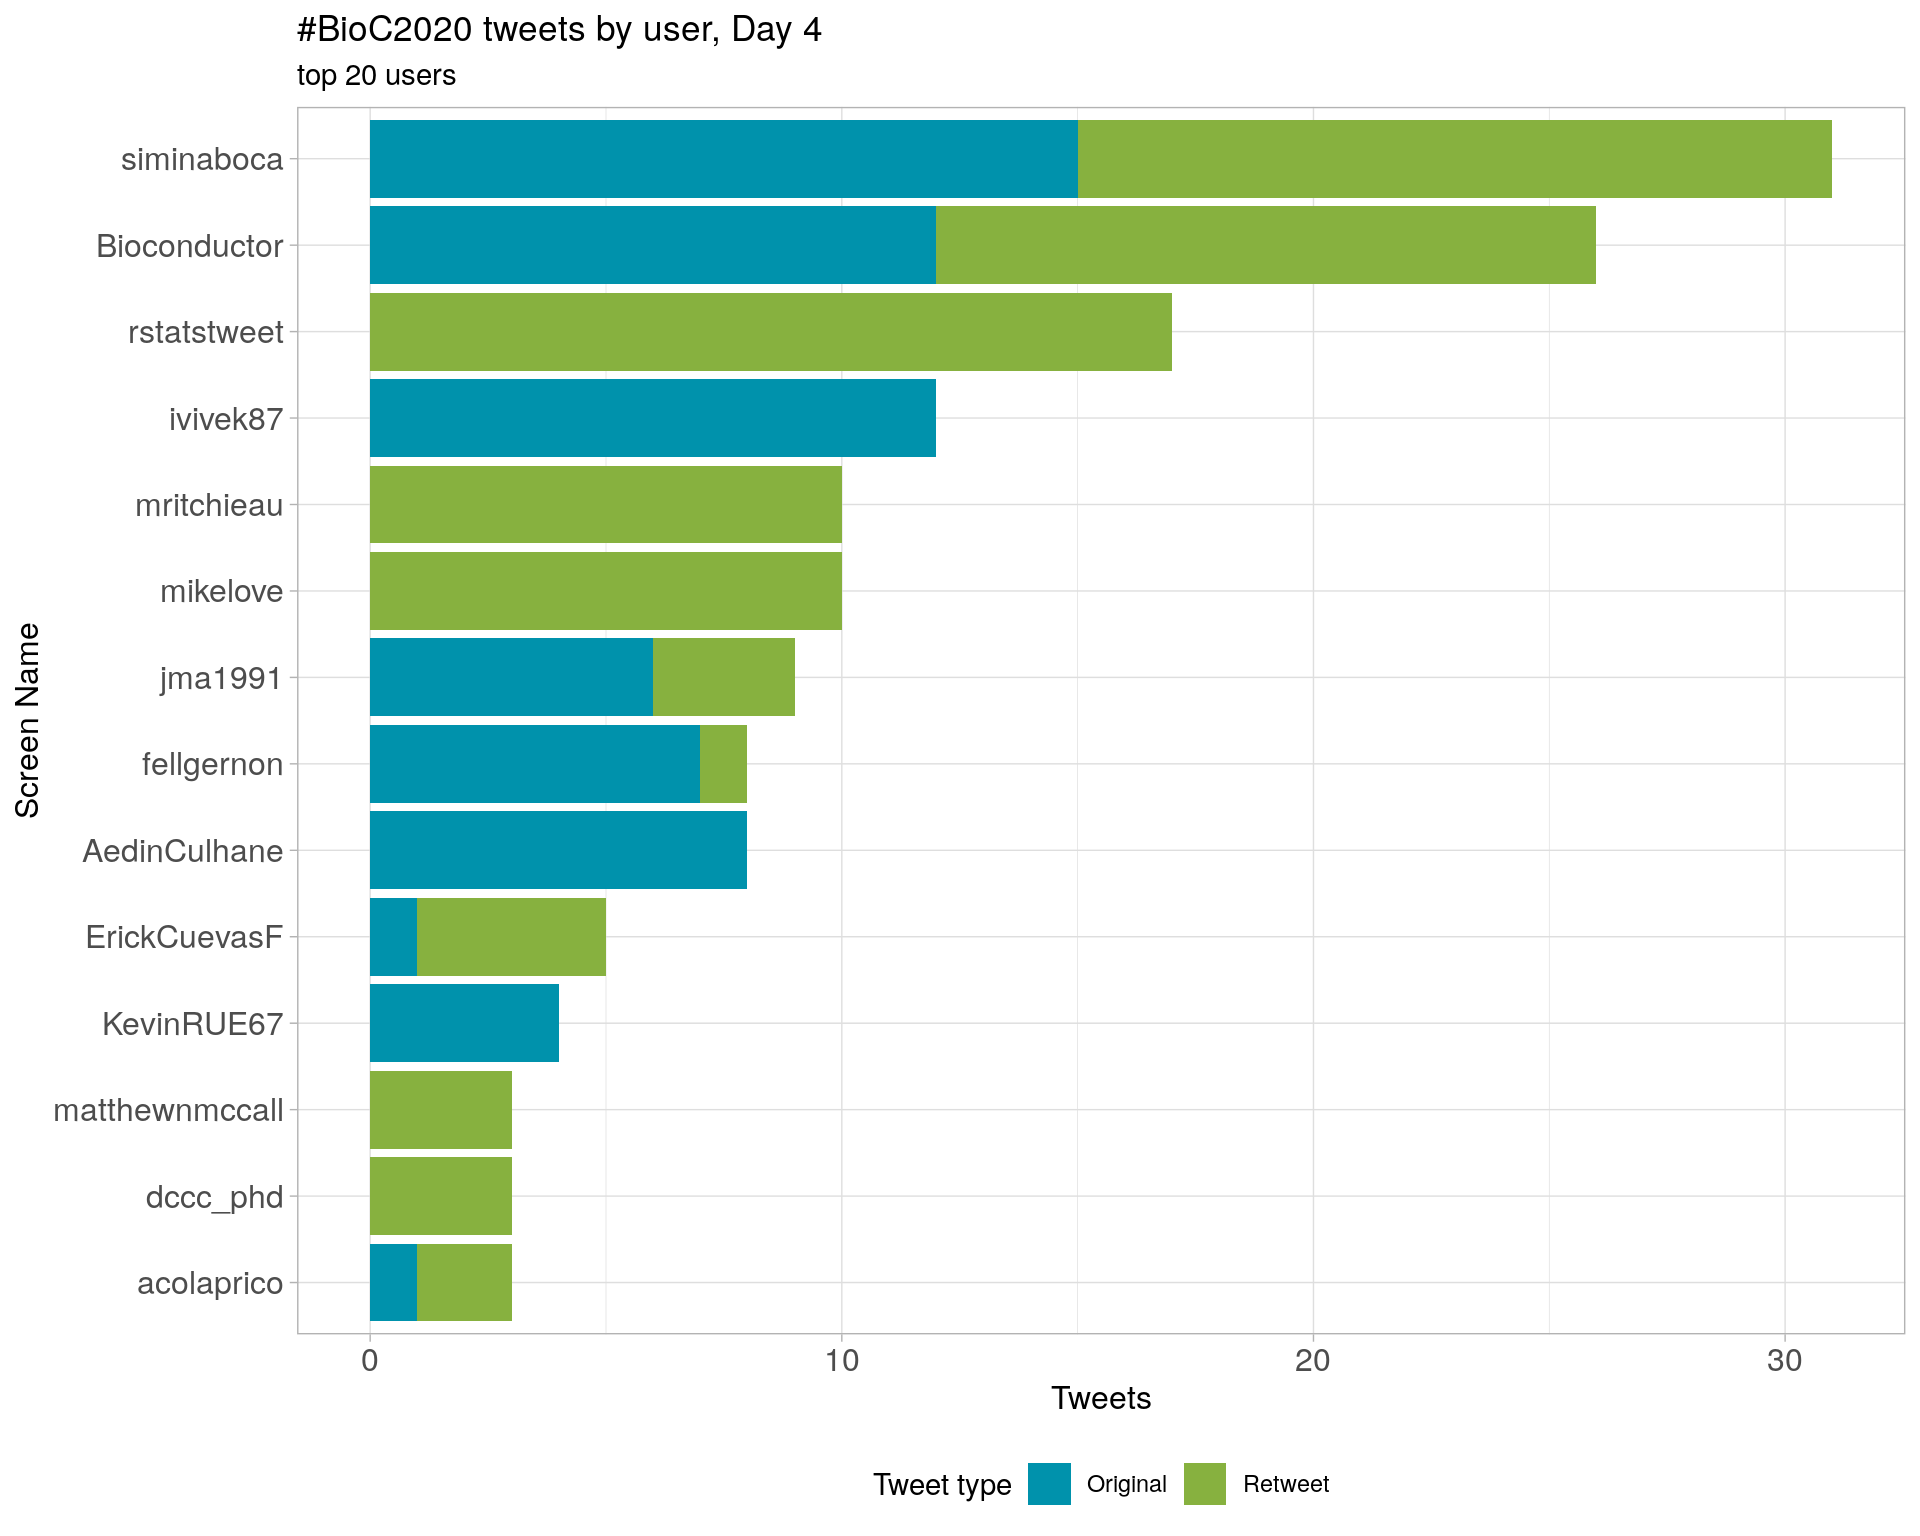 #BioC2020 tweets by user, Day 4
top 20 users
Screen Name
siminaboca
Bioconductor
rstatstweet
ivivek87
mritchieau
mikelove
jma1991
fellgernon
AedinCulhane
ErickCuevasF
KevinRUE67
matthewnmccall
dccc_phd
acolaprico
0 10 20 30
Tweets
Tweet type Original Retweet